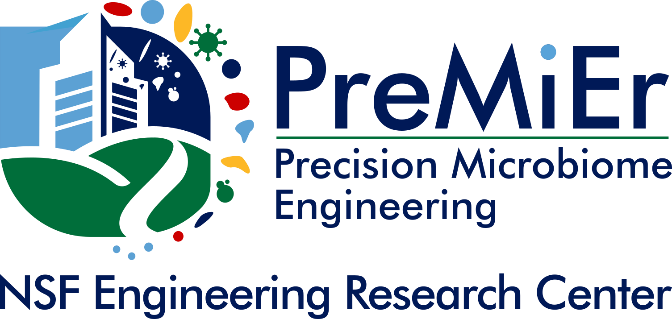 PreMiEr
Precision Microbiome
Engineering
NSF Engineering Research Center